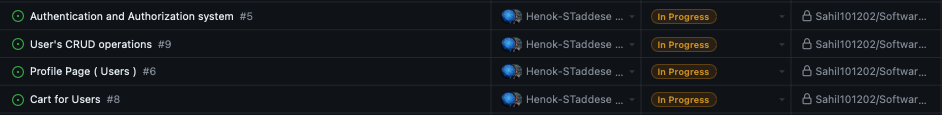 Authentication and Authorization system #5 Henok-STaddese ... In Progress Sahil101202/Softwar...
User's CRUD operations #9 Henok-STaddese ... In Progress Sahil101202/Softwar...
Profile Page ( Users ) #6 Henok-STaddese ... In Progress Sahil101202/Softwar...
Cart for Users #8 Henok-STaddese ... In Progress Sahil101202/Softwar...